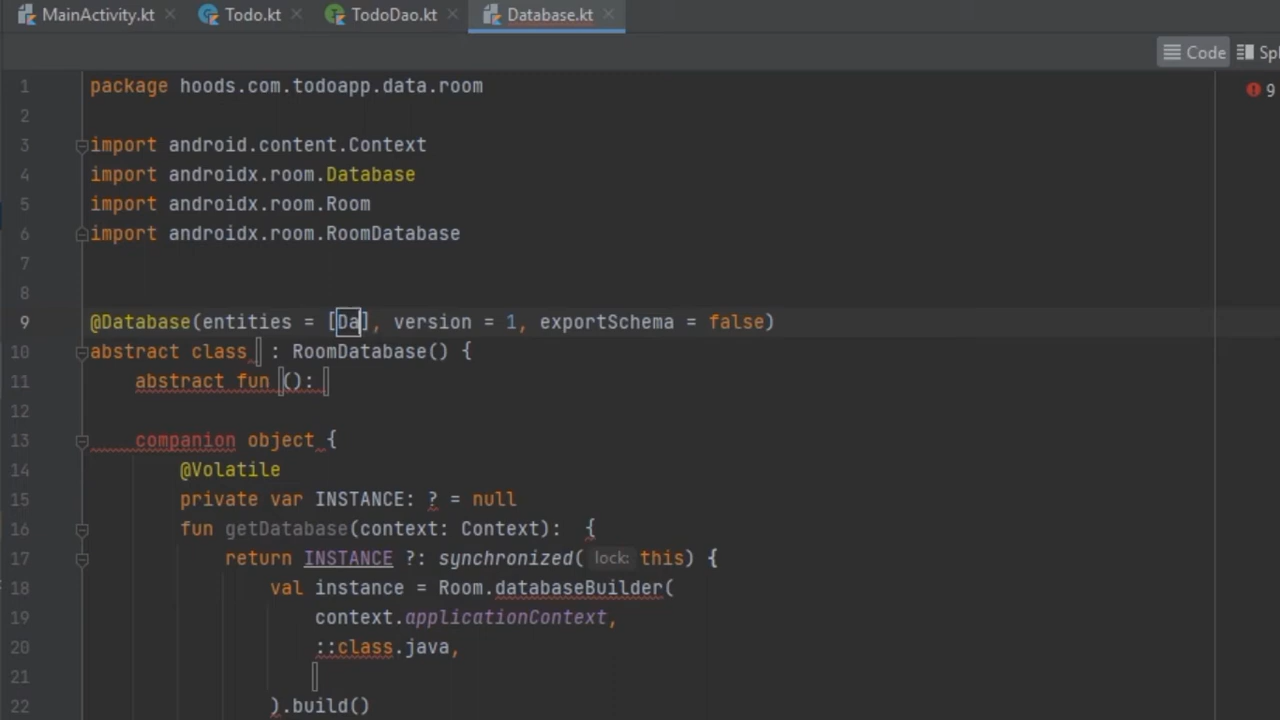 MainActivity.kt Todo.kt TodoDao.kt Database.kt
Code Spl
9
1 package hoods.com.todoapp.data.room
2
3 import android.content.Context
4 import androidx.room.Database
5 import androidx.room.Room
6 import androidx.room.RoomDatabase
7
8
9 @Database(entities = [Da], version = 1, exportSchema = false)
10 abstract class : RoomDatabase() {
11 abstract fun ():
12
13 companion object {
14 @Volatile
15 private var INSTANCE: ? = null
16 fun getDatabase(context: Context): {
17 return INSTANCE ?: synchronized( lock: this) {
18 val instance = Room.databaseBuilder(
19 context.applicationContext,
20 ::class.java,
21
22 ).build()